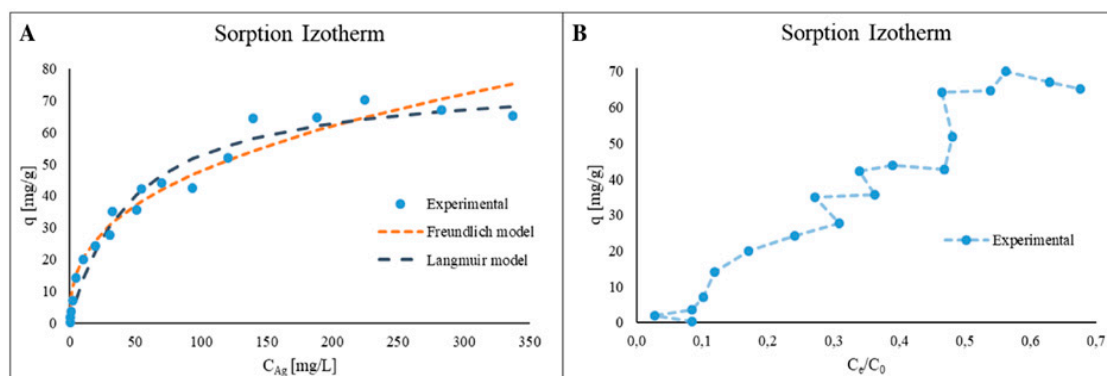 A
Sorption Izotherm
80
70
60
50
40
30
20
10
0
q [mg/g]
0 50 100 150 200 250 300 350
C_Ag [mg/L]
Experimental
Freundlich model
Langmuir model
B
Sorption Izotherm
70
60
50
40
30
20
10
0
q [mg/g]
0,0 0,1 0,2 0,3 0,4 0,5 0,6 0,7
C_e/C_0
Experimental